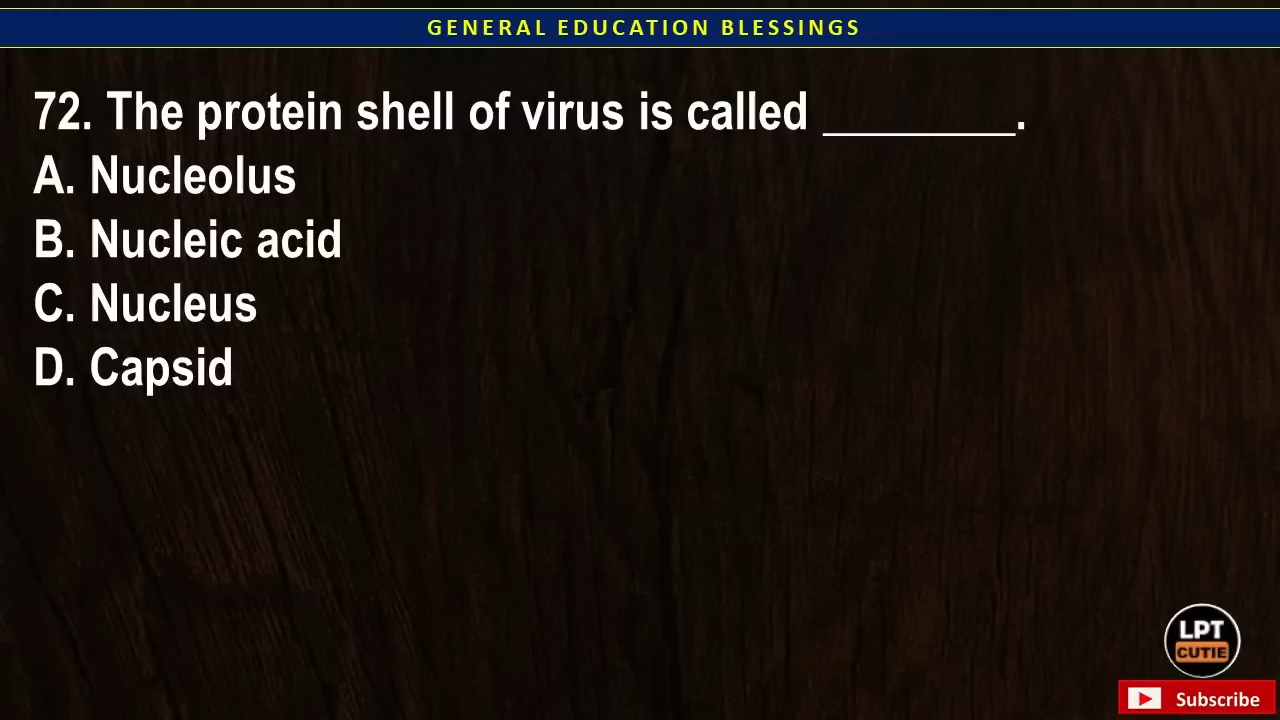 GENERAL EDUCATION BLESSINGS
72. The protein shell of virus is called ________.
A. Nucleolus
B. Nucleic acid
C. Nucleus
D. Capsid
LPT
CUTIE
Subscribe